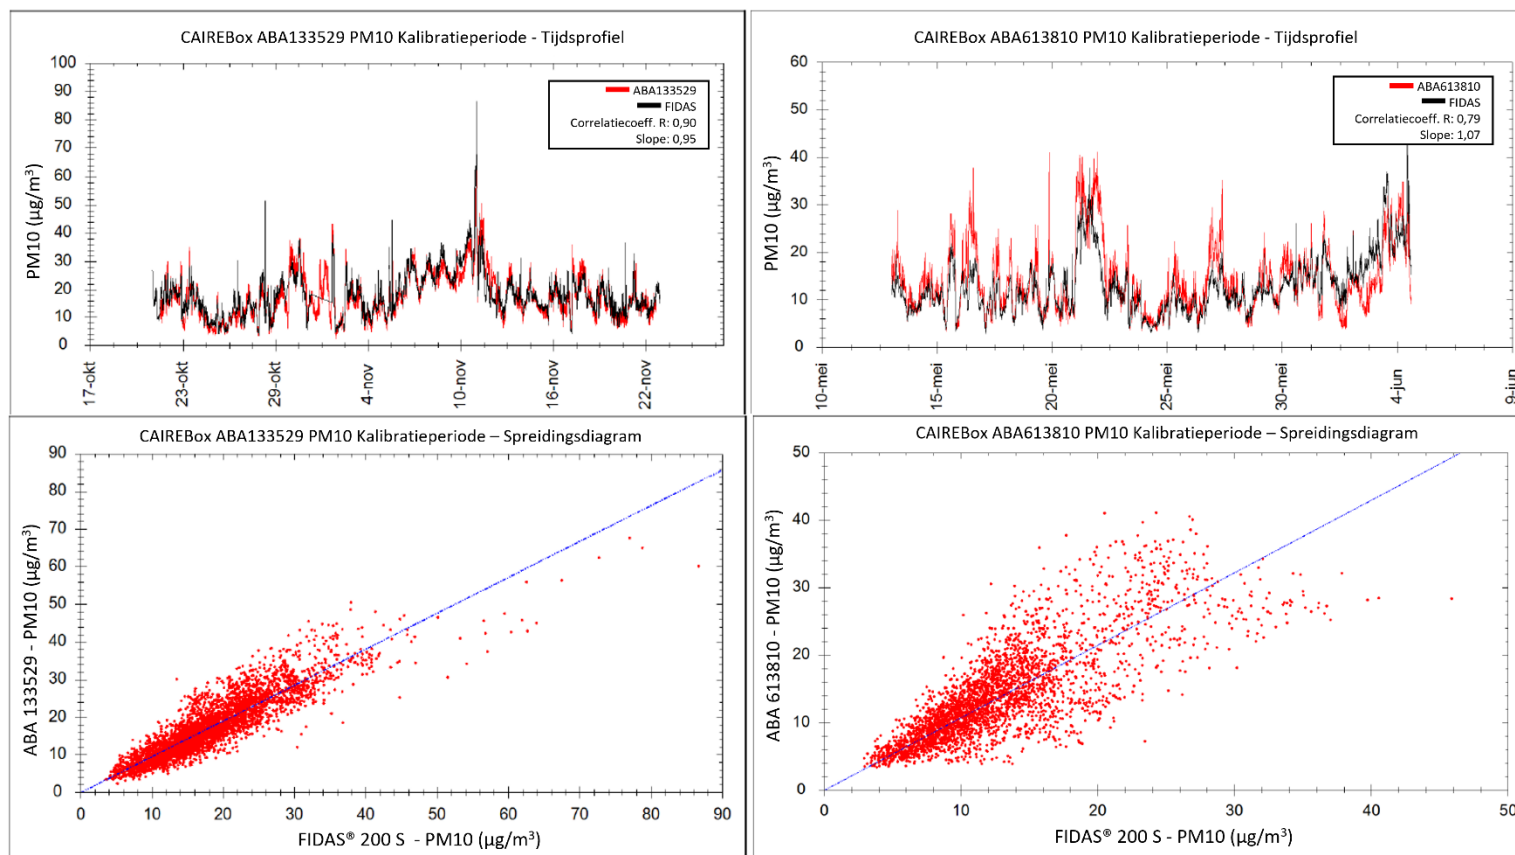 CAIREBox ABA133529 PM10 Kalibratieperiode - Tijdsprofiel
100
90
80
70
60
50
40
30
20
10
0
PM10 (µg/m³)
ABA133529
FIDAS
Correlatiecoeff. R: 0,90
Slope: 0,95
17-okt
23-okt
29-okt
4-nov
10-nov
16-nov
22-nov
CAIREBox ABA613810 PM10 Kalibratieperiode - Tijdsprofiel
60
50
40
30
20
10
0
PM10 (µg/m³)
ABA613810
FIDAS
Correlatiecoeff. R: 0,79
Slope: 1,07
10-mei
15-mei
20-mei
25-mei
30-mei
4-jun
9-jun
CAIREBox ABA133529 PM10 Kalibratieperiode – Spreidingsdiagram
90
80
70
60
50
40
30
20
10
0
ABA 133529 - PM10 (µg/m³)
0 10 20 30 40 50 60 70 80 90
FIDAS® 200 S - PM10 (µg/m³)
CAIREBox ABA613810 PM10 Kalibratieperiode – Spreidingsdiagram
50
40
30
20
10
0
ABA 613810 - PM10 (µg/m³)
0 10 20 30 40 50
FIDAS® 200 S - PM10 (µg/m³)